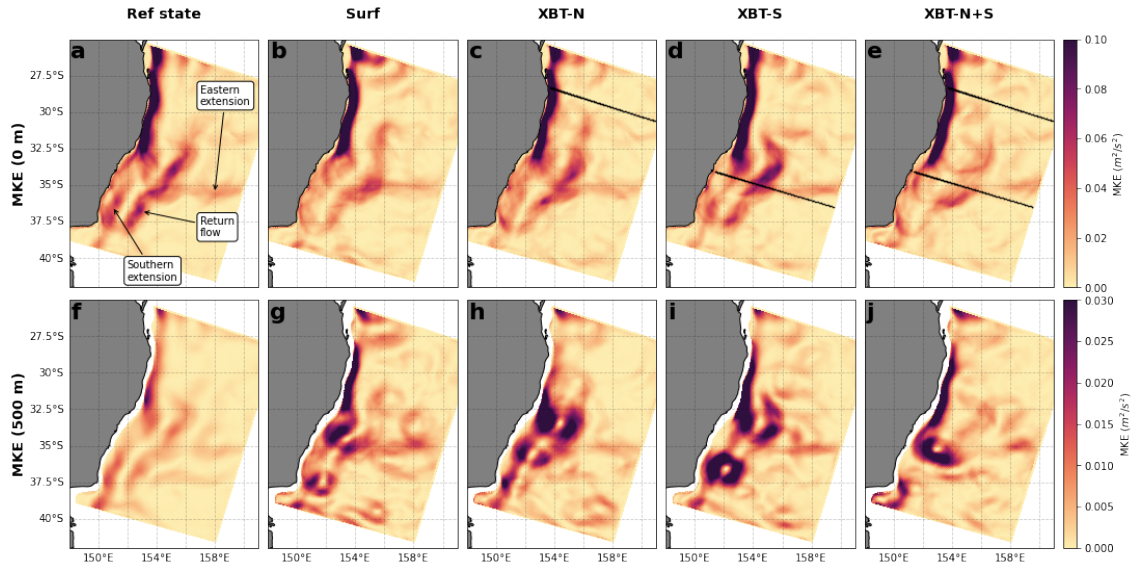 Ref state
Surf
XBT-N
XBT-S
XBT-N+S
MKE (0 m)
a
b
c
d
e
27.5°S
30°S
32.5°S
35°S
37.5°S
40°S
Eastern
extension
Return
flow
Southern
extension
0.10
0.08
0.06
0.04
0.02
0.00
MKE (m²/s²)
MKE (500 m)
f
g
h
i
j
27.5°S
30°S
32.5°S
35°S
37.5°S
40°S
0.030
0.025
0.020
0.015
0.010
0.005
0.000
MKE (m²/s²)
150°E
154°E
158°E
150°E
154°E
158°E
150°E
154°E
158°E
150°E
154°E
158°E
150°E
154°E
158°E